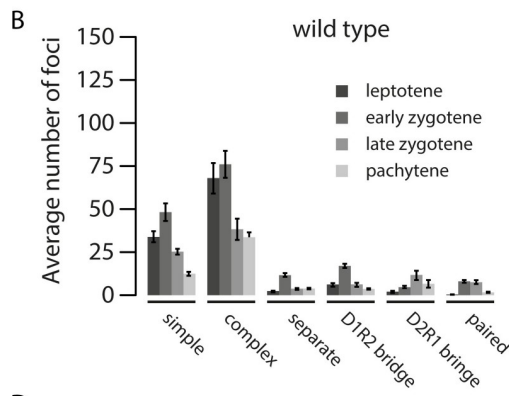 B
wild type
150
125
100
75
50
25
0
Average number of foci
leptotene
early zygotene
late zygotene
pachytene
simple
complex
separate
D1R2 bridge
D2R1 bringe
paired